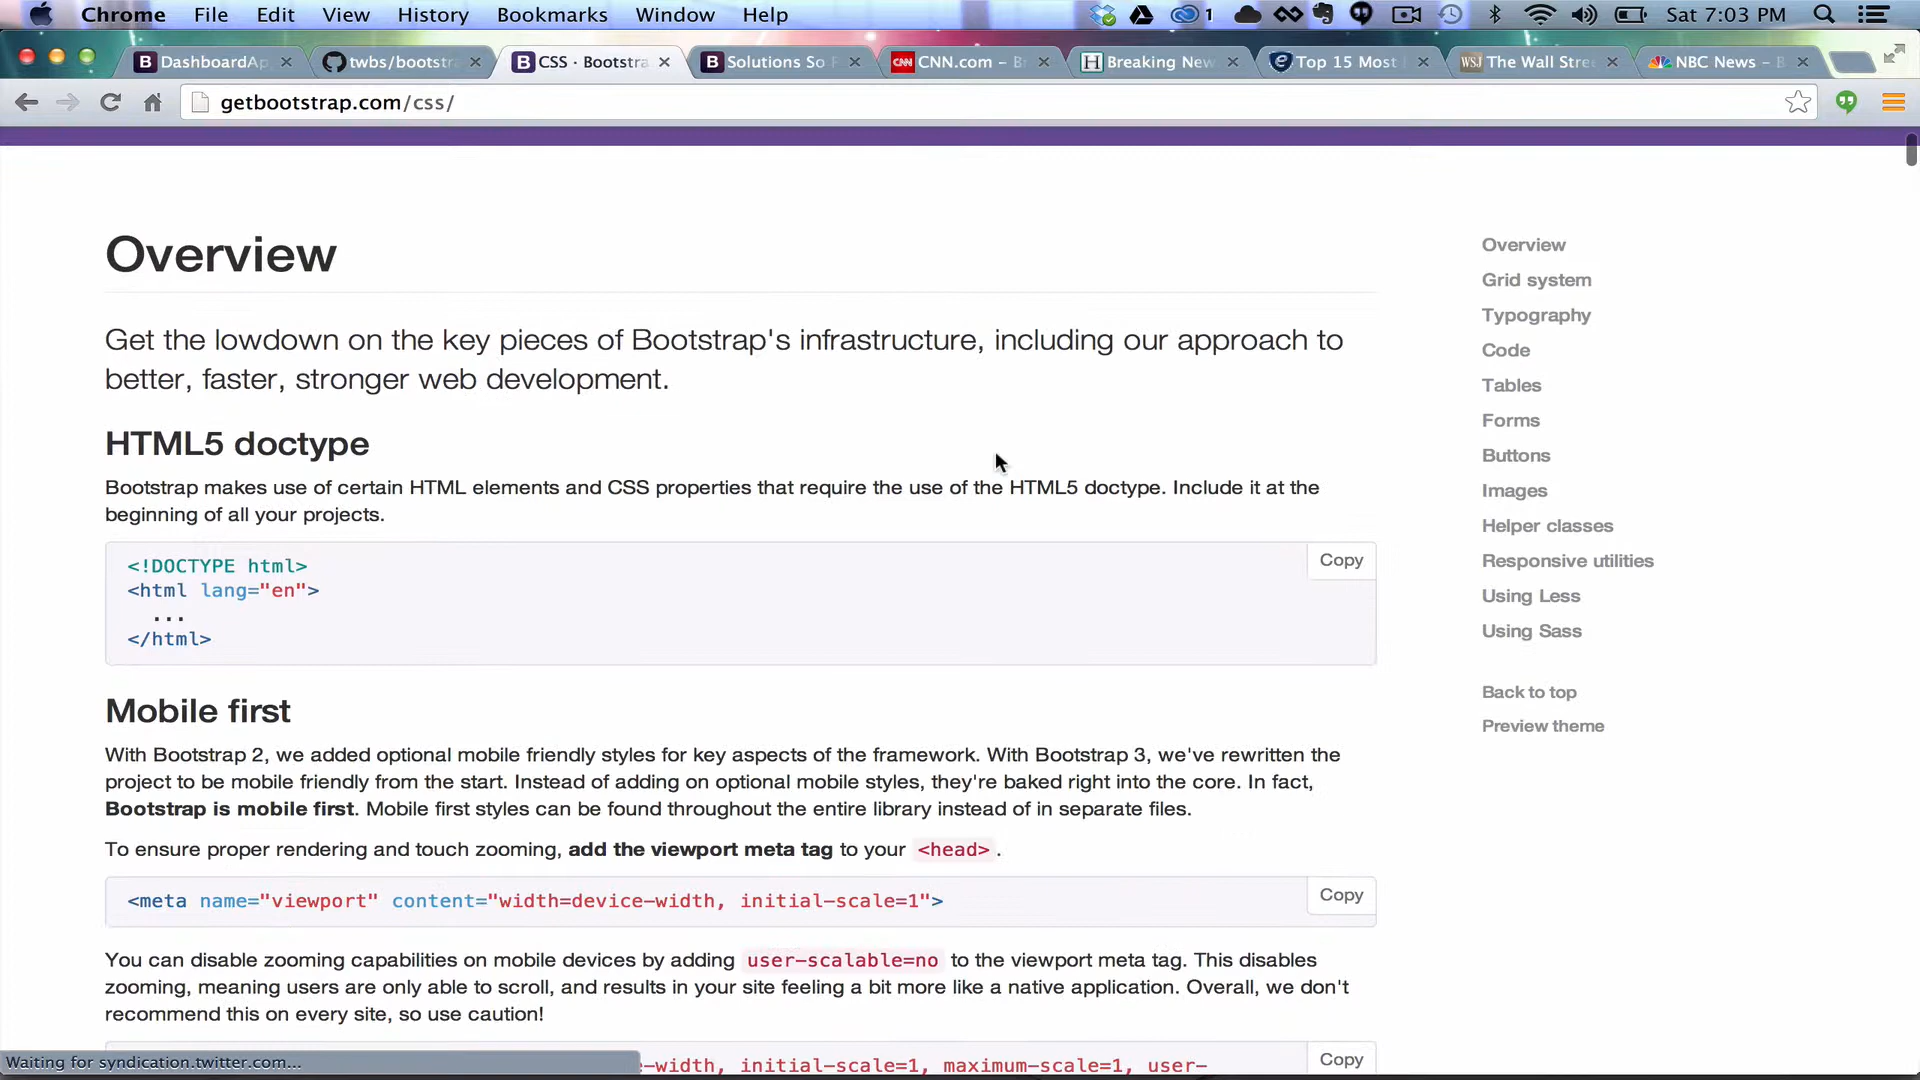 Chrome File Edit View History Bookmarks Window Help 1 Sat 7:03 PM
DashboardAp twbs/bootstra CSS · Bootstra Solutions So F CNN.com – Br Breaking New Top 15 Most WSJ The Wall Stree NBC News – B
getbootstrap.com/css/
Overview
Get the lowdown on the key pieces of Bootstrap's infrastructure, including our approach to
better, faster, stronger web development.
HTML5 doctype
Bootstrap makes use of certain HTML elements and CSS properties that require the use of the HTML5 doctype. Include it at the
beginning of all your projects.
Copy
<!DOCTYPE html>
<html lang="en">
...
</html>
Mobile first
With Bootstrap 2, we added optional mobile friendly styles for key aspects of the framework. With Bootstrap 3, we've rewritten the
project to be mobile friendly from the start. Instead of adding on optional mobile styles, they're baked right into the core. In fact,
Bootstrap is mobile first. Mobile first styles can be found throughout the entire library instead of in separate files.
To ensure proper rendering and touch zooming, add the viewport meta tag to your <head> .
Copy
<meta name="viewport" content="width=device-width, initial-scale=1">
You can disable zooming capabilities on mobile devices by adding user-scalable=no to the viewport meta tag. This disables
zooming, meaning users are only able to scroll, and results in your site feeling a bit more like a native application. Overall, we don't
recommend this on every site, so use caution!
Copy
-width, initial-scale=1, maximum-scale=1, user-
Overview
Grid system
Typography
Code
Tables
Forms
Buttons
Images
Helper classes
Responsive utilities
Using Less
Using Sass
Back to top
Preview theme
Waiting for syndication.twitter.com...